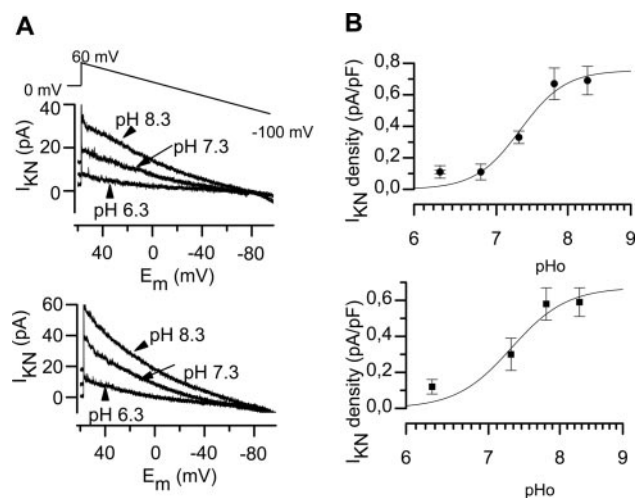 A
60 mV
0 mV
-100 mV
I_KN (pA)
40
20
0
pH 8.3
pH 7.3
pH 6.3
40 0 -40 -80
E_m (mV)
I_KN (pA)
60
40
20
0
pH 8.3
pH 7.3
pH 6.3
40 0 -40 -80
E_m (mV)
B
I_KN density (pA/pF)
0,8
0,6
0,4
0,2
0,0
6 7 8 9
pHo
I_KN density (pA/pF)
0,6
0,4
0,2
0,0
6 7 8 9
pHo